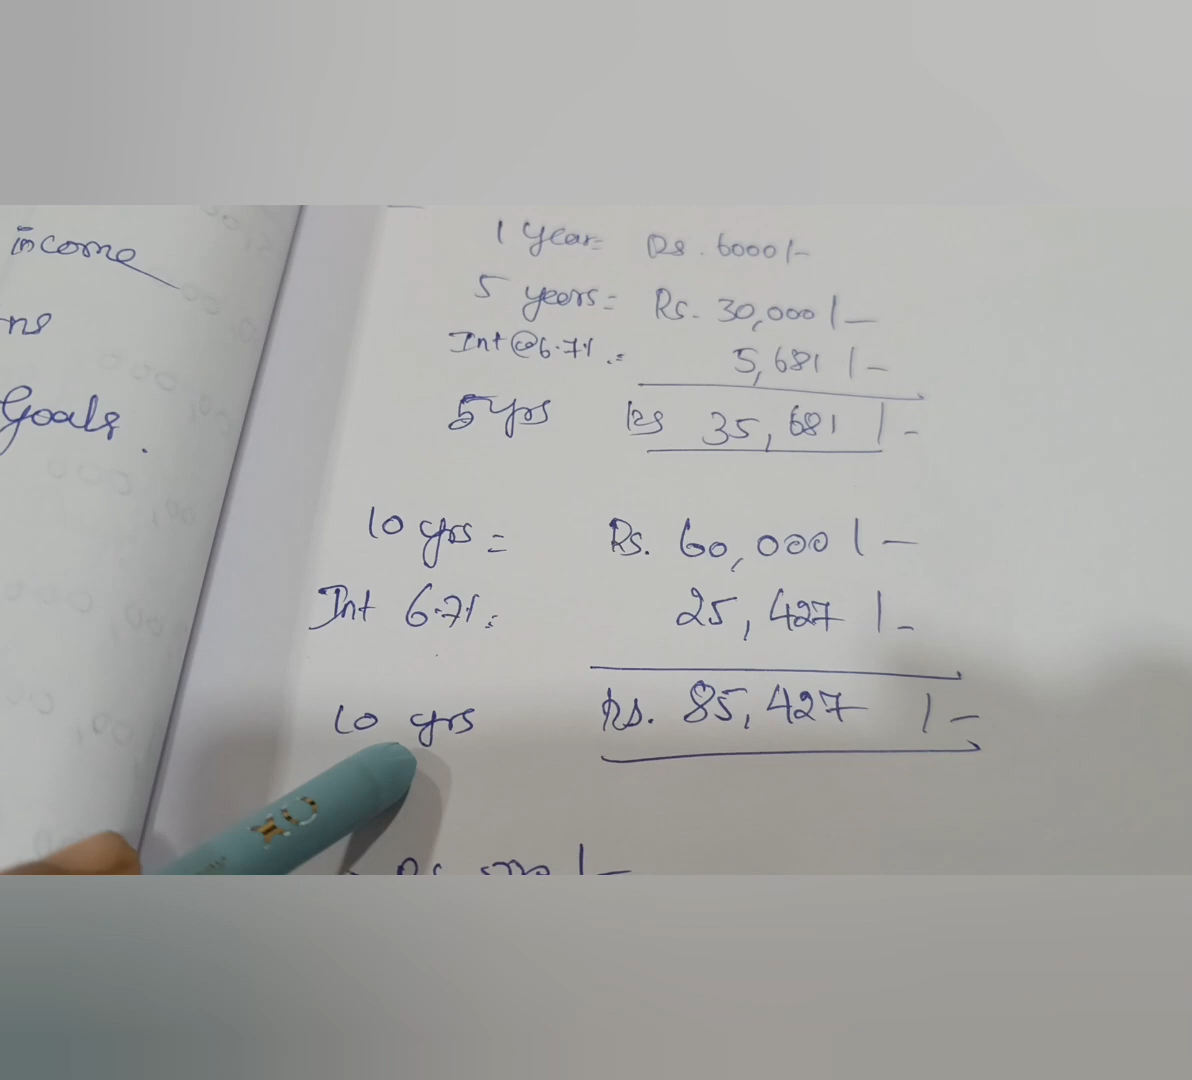 income
ns
Goals.
1 Year = Rs. 6000/-
5 years = Rs. 30,000/-
Int @ 6.7% = 5,681/-
5 yrs Rs 35,681/-
10 yrs = Rs. 60,000/-
Int 6.7% = 25,427/-
10 yrs Rs. 85,427/-